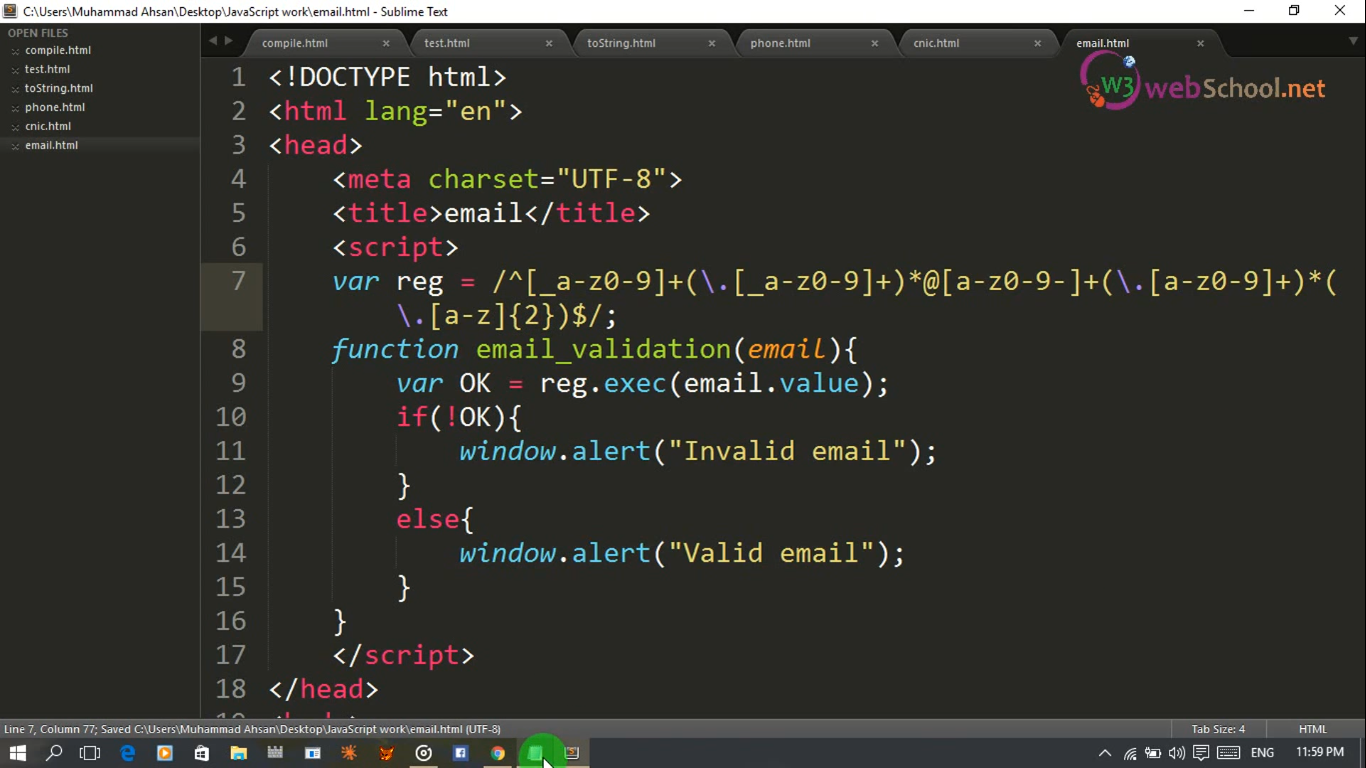 C:\Users\Muhammad Ahsan\Desktop\JavaScript work\email.html - Sublime Text
OPEN FILES
compile.html
test.html
toString.html
phone.html
cnic.html
email.html
compile.html
test.html
toString.html
phone.html
cnic.html
email.html
W3 webSchool.net
1 <!DOCTYPE html>
2 <html lang="en">
3 <head>
4 <meta charset="UTF-8">
5 <title>email</title>
6 <script>
7 var reg = /^[_a-z0-9]+(\.[_a-z0-9]+)*@[a-z0-9-]+(\.[a-z0-9]+)*(
\.[a-z]{2})$/;
8 function email_validation(email){
9 var OK = reg.exec(email.value);
10 if(!OK){
11 window.alert("Invalid email");
12 }
13 else{
14 window.alert("Valid email");
15 }
16 }
17 </script>
18 </head>
Line 7, Column 77; Saved C:\Users\Muhammad Ahsan\Desktop\JavaScript work\email.html (UTF-8)
Tab Size: 4
HTML
ENG
11:59 PM